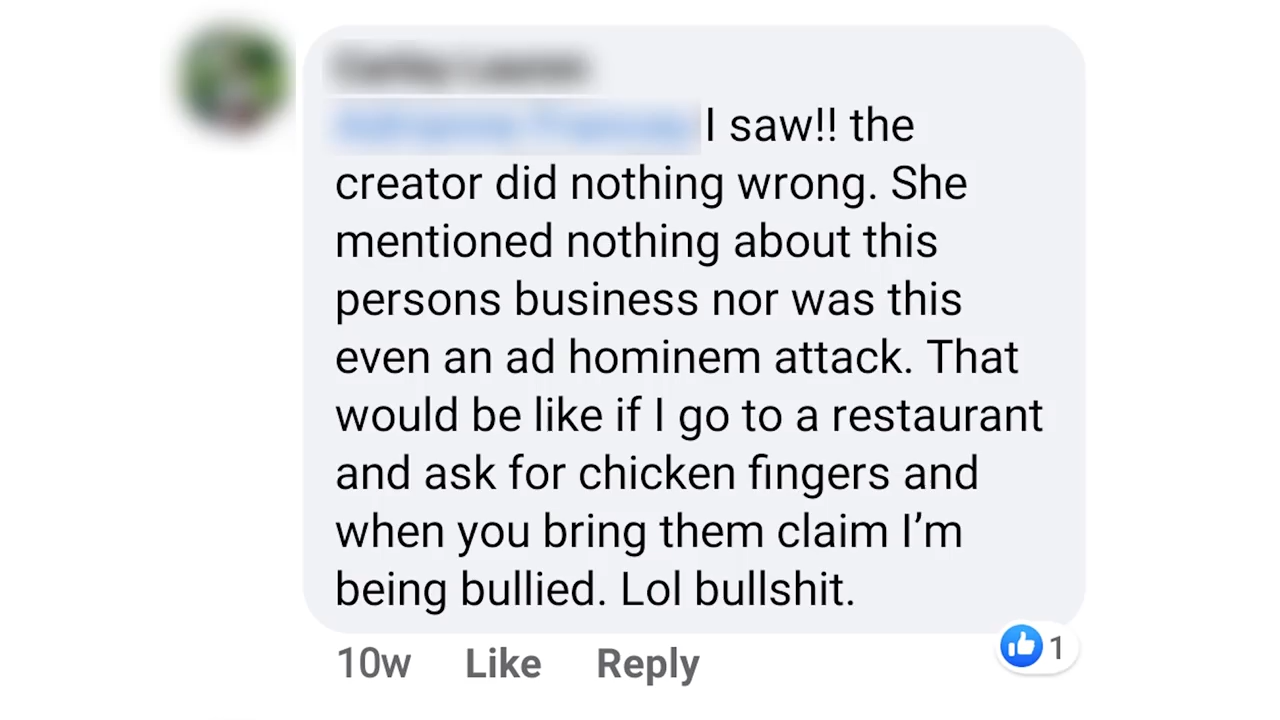 I saw!! the
creator did nothing wrong. She
mentioned nothing about this
persons business nor was this
even an ad hominem attack. That
would be like if I go to a restaurant
and ask for chicken fingers and
when you bring them claim I’m
being bullied. Lol bullshit.
10w Like Reply 1